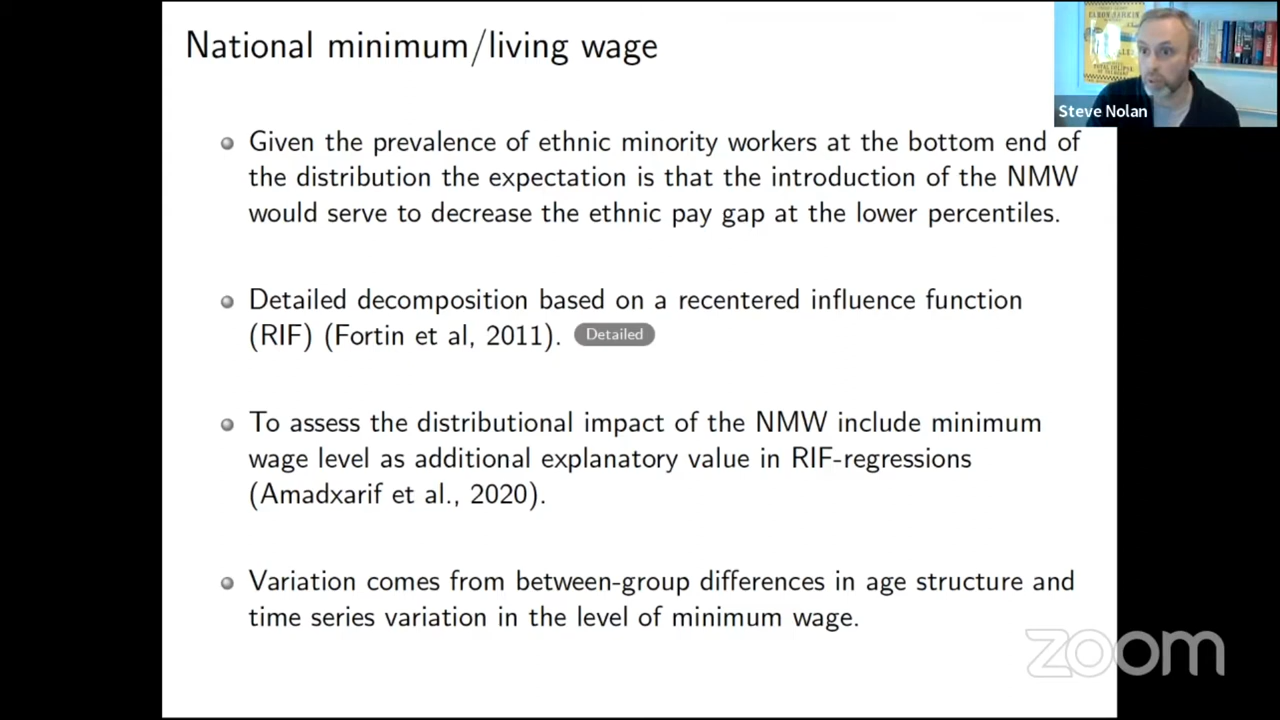 National minimum/living wage
Given the prevalence of ethnic minority workers at the bottom end of
the distribution the expectation is that the introduction of the NMW
would serve to decrease the ethnic pay gap at the lower percentiles.
Detailed decomposition based on a recentered influence function
(RIF) (Fortin et al, 2011). Detailed
To assess the distributional impact of the NMW include minimum
wage level as additional explanatory value in RIF-regressions
(Amadxarif et al., 2020).
Variation comes from between-group differences in age structure and
time series variation in the level of minimum wage.
Steve Nolan
zoom